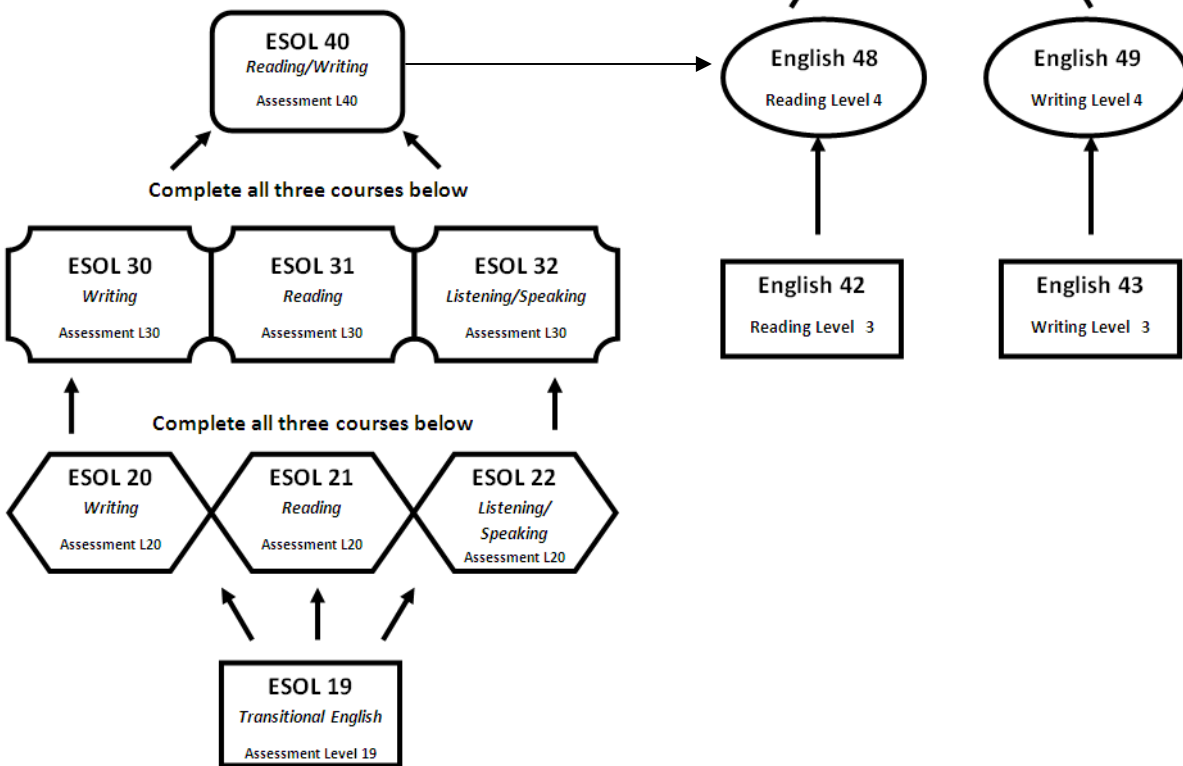 ESOL 40
Reading/Writing
Assessment L40
English 48
Reading Level 4
English 49
Writing Level 4
Complete all three courses below
ESOL 30
Writing
Assessment L30
ESOL 31
Reading
Assessment L30
ESOL 32
Listening/Speaking
Assessment L30
English 42
Reading Level 3
English 43
Writing Level 3
Complete all three courses below
ESOL 20
Writing
Assessment L20
ESOL 21
Reading
Assessment L20
ESOL 22
Listening/
Speaking
Assessment L20
ESOL 19
Transitional English
Assessment Level 19